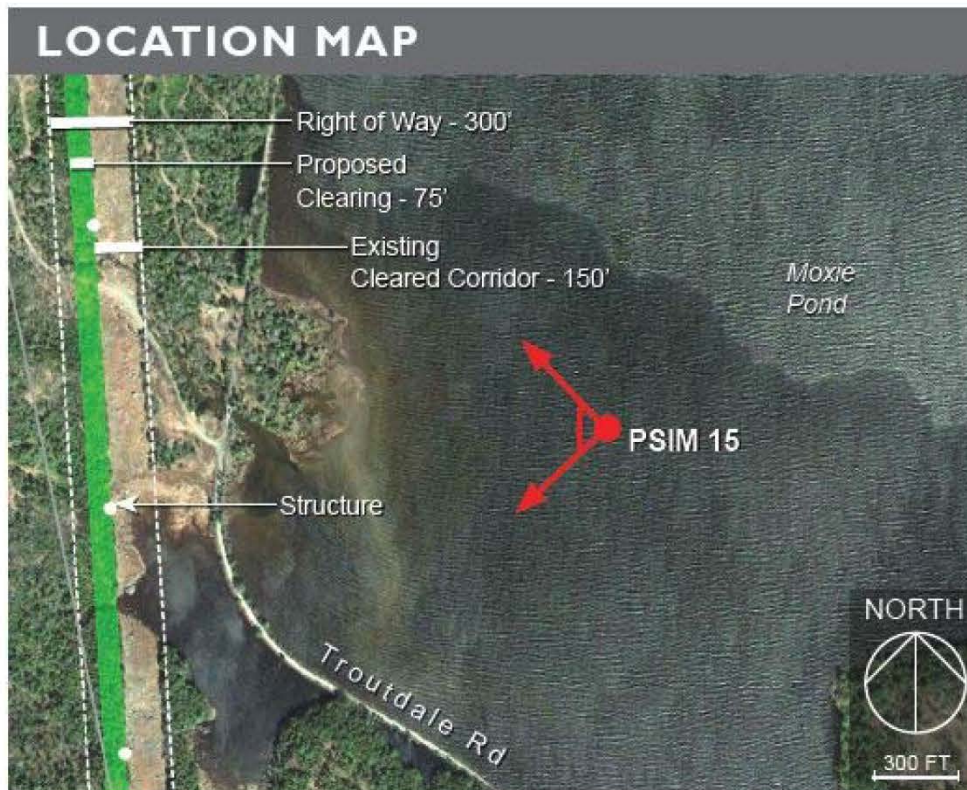 LOCATION MAP
Right of Way - 300'
Proposed
Clearing - 75'
Existing
Cleared Corridor - 150'
Moxie
Pond
PSIM 15
Structure
Troutdale Rd
NORTH
300 FT